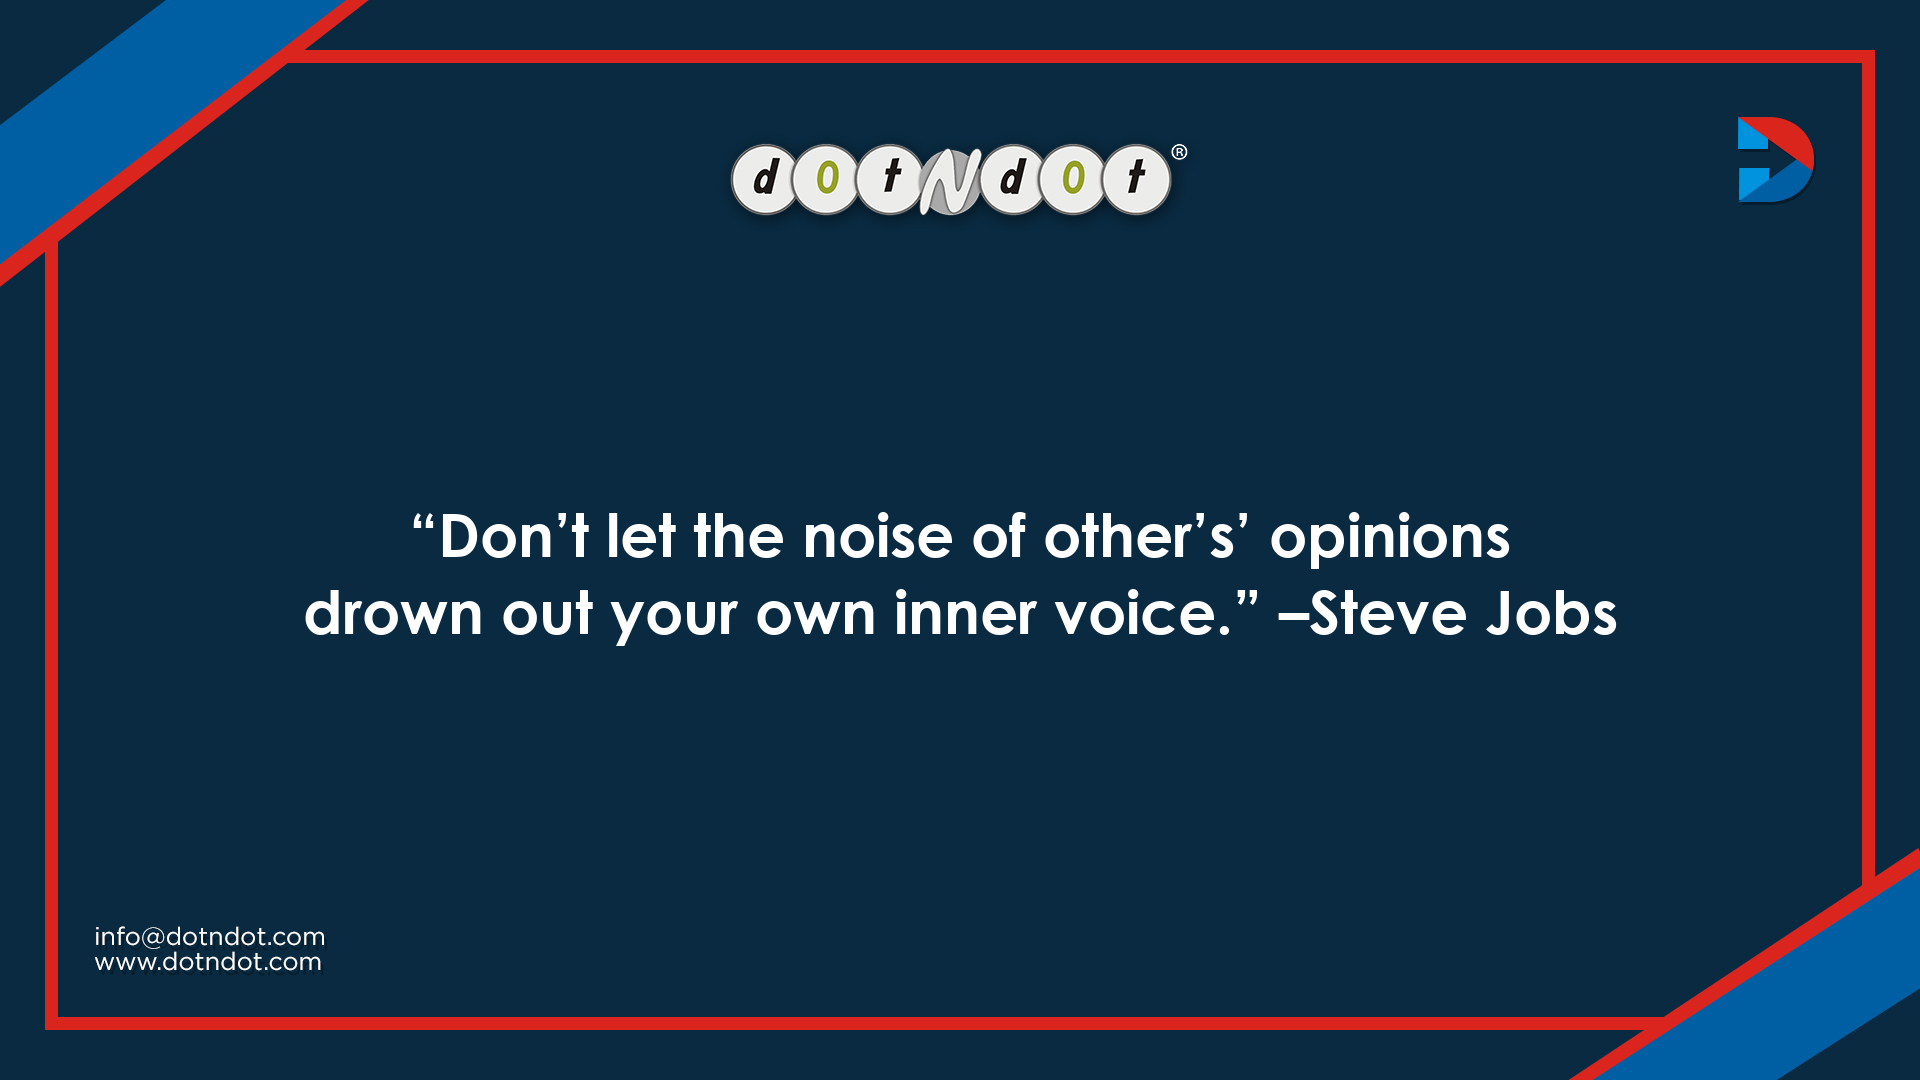 dotNdot®
“Don’t let the noise of other’s’ opinions
drown out your own inner voice.” –Steve Jobs
info@dotndot.com
www.dotndot.com